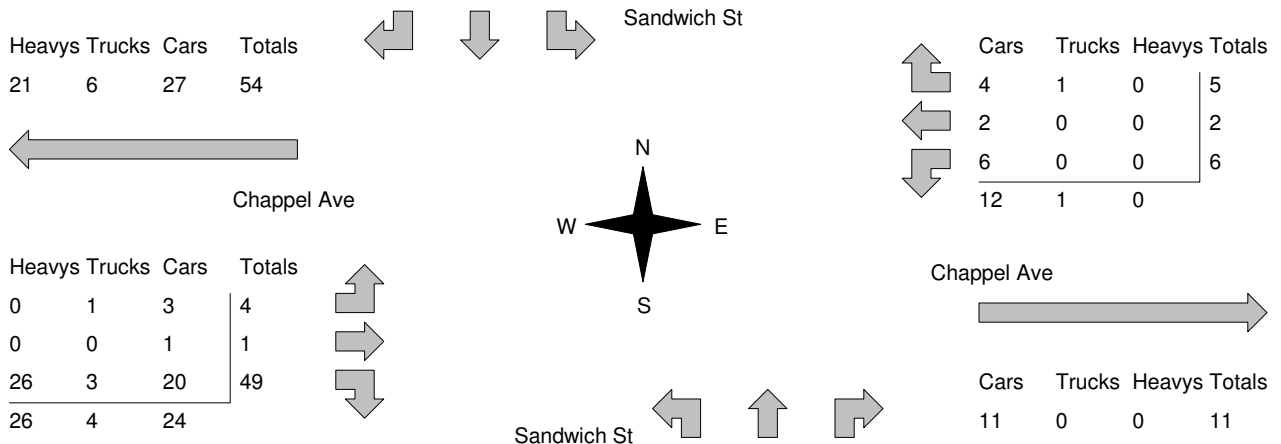 Sandwich St
Heavys Trucks Cars Totals
21 6 27 54
Cars Trucks Heavys Totals
4 1 0 5
2 0 0 2
6 0 0 6
12 1 0
Chappel Ave
N
W E
S
Heavys Trucks Cars Totals
0 1 3 4
0 0 1 1
26 3 20 49
26 4 24
Chappel Ave
Cars Trucks Heavys Totals
11 0 0 11
Sandwich St